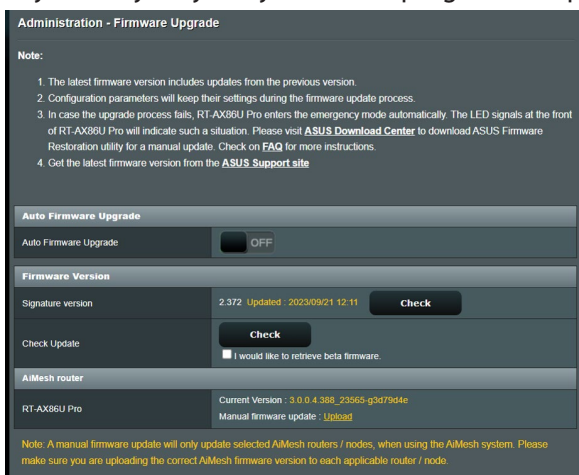 Administration - Firmware Upgrade
Note:
1. The latest firmware version includes updates from the previous version.
2. Configuration parameters will keep their settings during the firmware update process.
3. In case the upgrade process fails, RT-AX86U Pro enters the emergency mode automatically. The LED signals at the front
of RT-AX86U Pro will indicate such a situation. Please visit ASUS Download Center to download ASUS Firmware
Restoration utility for a manual update. Check on FAQ for more instructions.
4. Get the latest firmware version from the ASUS Support site
Auto Firmware Upgrade
Auto Firmware Upgrade OFF
Firmware Version
Signature version 2.372 Updated : 2023/09/21 12:11 Check
Check Update Check
I would like to retrieve beta firmware.
AiMesh router
RT-AX86U Pro Current Version : 3.0.0.4.388_23565-g3d79d4e
Manual firmware update : Upload
Note: A manual firmware update will only update selected AiMesh routers / nodes, when using the AiMesh system. Please
make sure you are uploading the correct AiMesh firmware version to each applicable router / node.